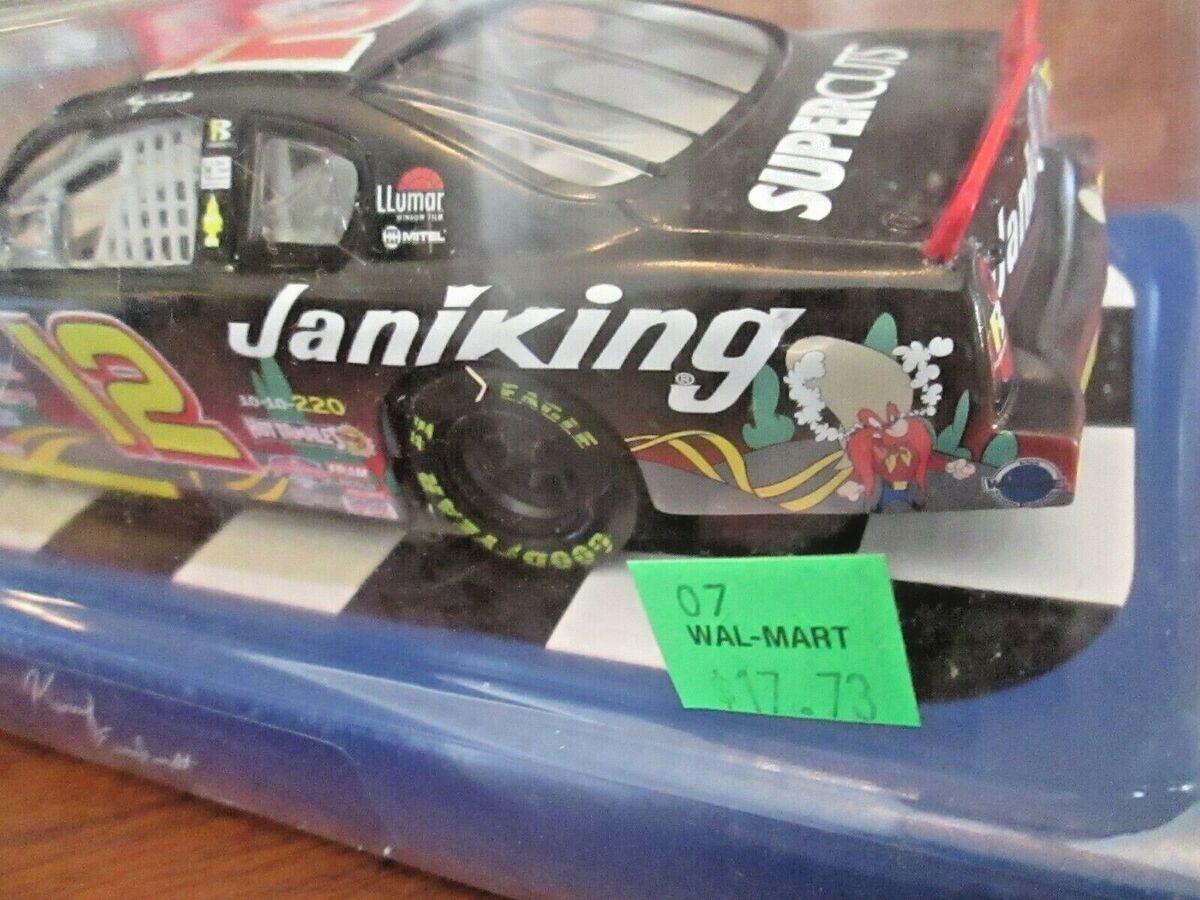 SUPERCUTS
LLumar
WINDOW FILM
MITEL
JaniKing
®
12
10-10-220
EAGLE
GOODYEAR
07
WAL-MART
$17.73